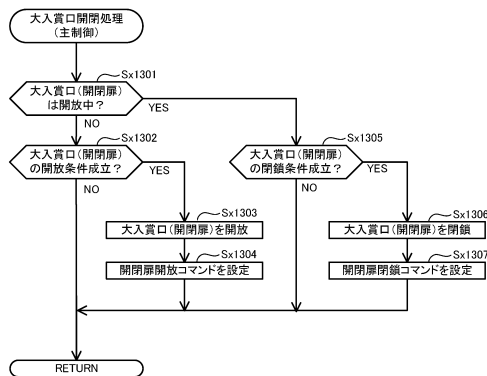 大入賞口開閉処理
(主制御)
Sx1301
大入賞口(開閉扉)
は開放中?
YES
NO
Sx1302
大入賞口(開閉扉)
の開放条件成立?
YES
NO
Sx1305
大入賞口(開閉扉)
の閉鎖条件成立?
YES
NO
Sx1303
大入賞口(開閉扉)を開放
Sx1304
開閉扉開放コマンドを設定
Sx1306
大入賞口(開閉扉)を閉鎖
Sx1307
開閉扉閉鎖コマンドを設定
RETURN